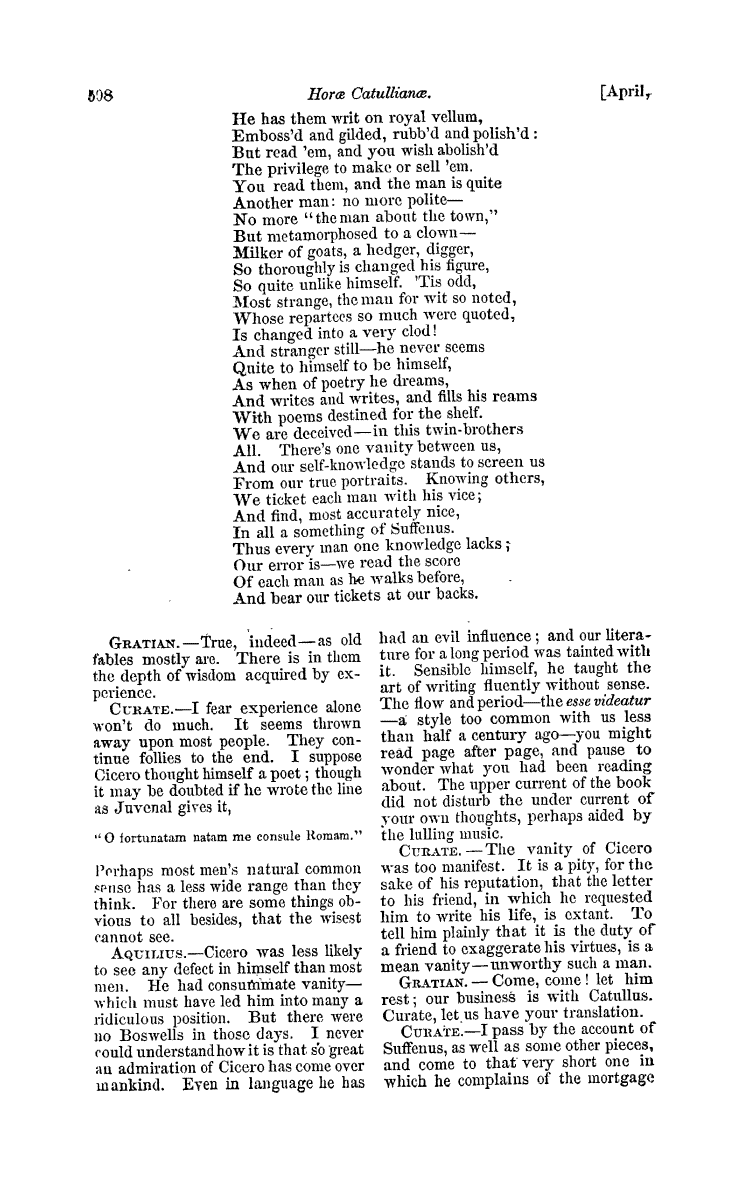 598 Horæ Catullianæ. [April,
He has them writ on royal vellum,
Emboss'd and gilded, rubb'd and polish'd:
But read 'em, and you wish abolish'd
The privilege to make or sell 'em.
You read them, and the man is quite
Another man: no more polite—
No more "the man about the town,"
But metamorphosed to a clown—
Milker of goats, a hedger, digger,
So thoroughly is changed his figure,
So quite unlike himself. 'Tis odd,
Most strange, the man for wit so noted,
Whose repartees so much were quoted,
Is changed into a very clod!
And stranger still—he never seems
Quite to himself to be himself,
As when of poetry he dreams,
And writes and writes, and fills his reams
With poems destined for the shelf.
We are deceived—in this twin-brothers
All. There's one vanity between us,
And our self-knowledge stands to screen us
From our true portraits. Knowing others,
We ticket each man with his vice;
And find, most accurately nice,
In all a something of Suffenus.
Thus every man one knowledge lacks;
Our error is—we read the score
Of each man as he walks before,
And bear our tickets at our backs.
GRATIAN.—True, indeed—as old
fables mostly are. There is in them
the depth of wisdom acquired by ex-
perience.
CURATE.—I fear experience alone
won't do much. It seems thrown
away upon most people. They con-
tinue follies to the end. I suppose
Cicero thought himself a poet; though
it may be doubted if he wrote the line
as Juvenal gives it,
"O fortunatam natam me consule Romam."
Perhaps most men's natural common
sense has a less wide range than they
think. For there are some things ob-
vious to all besides, that the wisest
cannot see.
AQUILIUS.—Cicero was less likely
to see any defect in himself than most
men. He had consummate vanity—
which must have led him into many a
ridiculous position. But there were
no Boswells in those days. I never
could understand how it is that so great
an admiration of Cicero has come over
mankind. Even in language he has
had an evil influence; and our litera-
ture for a long period was tainted with
it. Sensible himself, he taught the
art of writing fluently without sense.
The flow and period—the esse videatur
—a style too common with us less
than half a century ago—you might
read page after page, and pause to
wonder what you had been reading
about. The upper current of the book
did not disturb the under current of
your own thoughts, perhaps aided by
the lulling music.
CURATE.—The vanity of Cicero
was too manifest. It is a pity, for the
sake of his reputation, that the letter
to his friend, in which he requested
him to write his life, is extant. To
tell him plainly that it is the duty of
a friend to exaggerate his virtues, is a
mean vanity—unworthy such a man.
GRATIAN.—Come, come! let him
rest; our business is with Catullus.
Curate, let us have your translation.
CURATE.—I pass by the account of
Suffenus, as well as some other pieces,
and come to that very short one in
which he complains of the mortgage